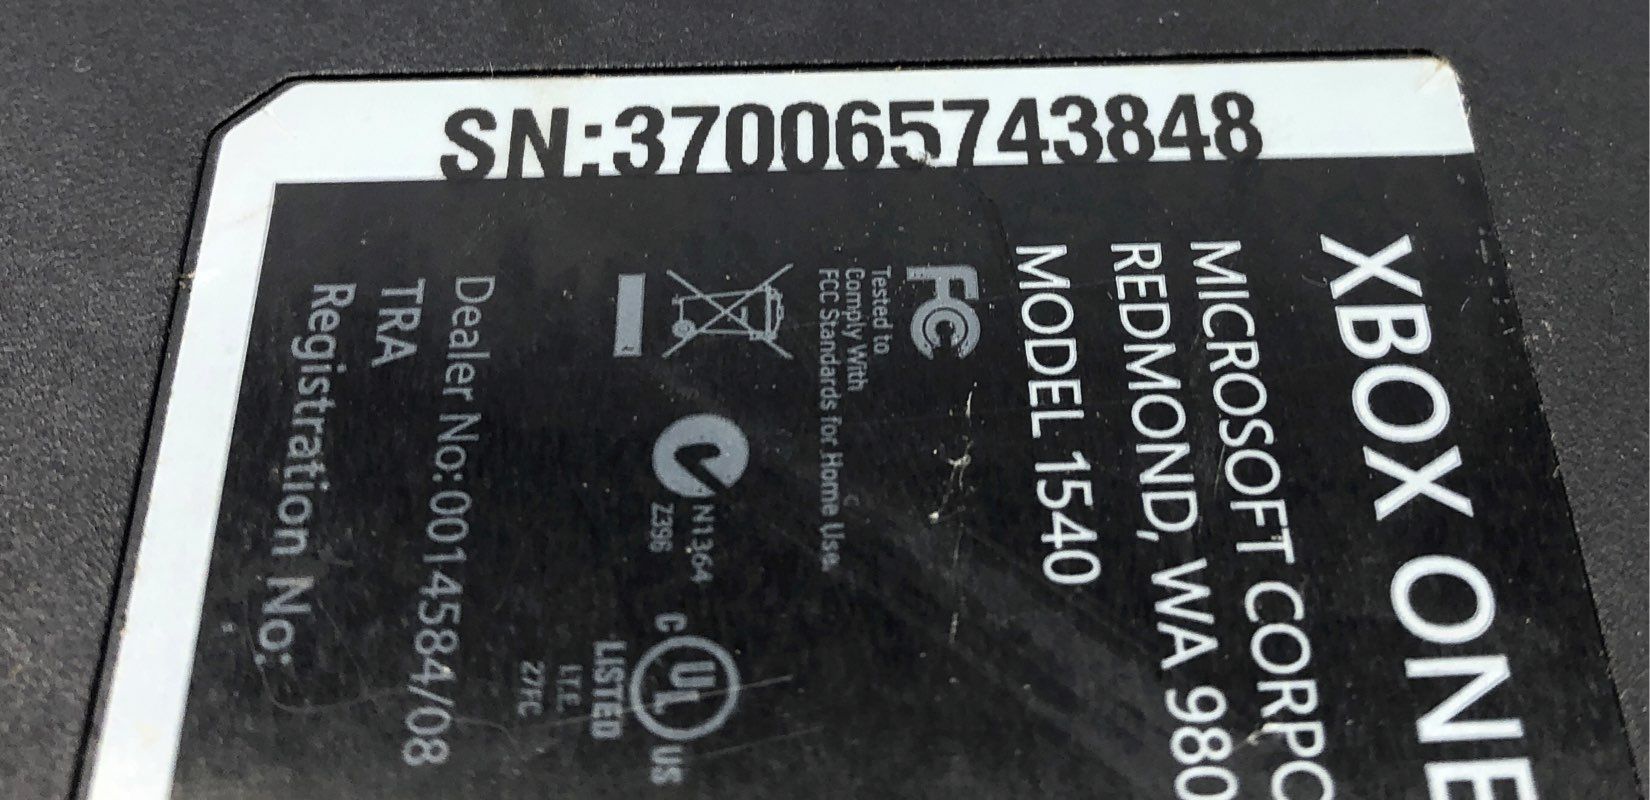 SN:370065743848
XBOX ONE
MICROSOFT CORPO
REDMOND, WA 980
MODEL 1540
FC
Tested to
Comply With
FCC Standards for Home Use.
N1364
Z396
C UL US
LISTED
I.T.E.
27FC
Dealer No:0014584/08
TRA
Registration No: